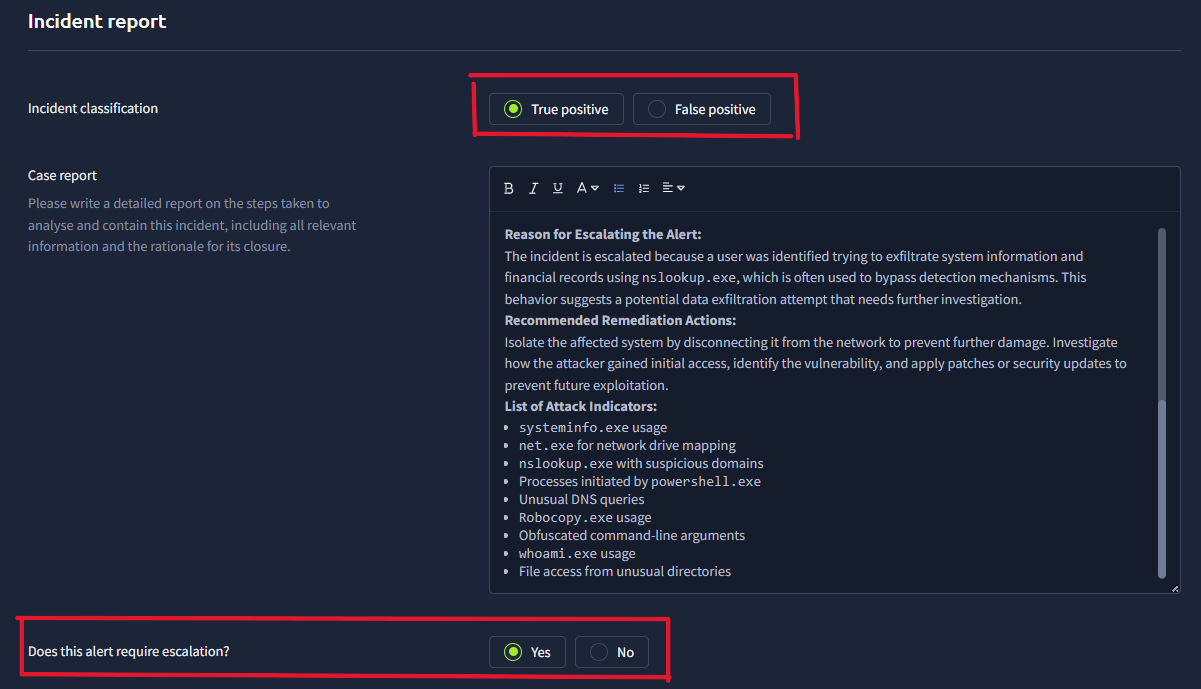 Incident report
Incident classification
True positive
False positive
Case report
Please write a detailed report on the steps taken to
analyse and contain this incident, including all relevant
information and the rationale for its closure.
B I U A
Reason for Escalating the Alert:
The incident is escalated because a user was identified trying to exfiltrate system information and
financial records using nslookup.exe, which is often used to bypass detection mechanisms. This
behavior suggests a potential data exfiltration attempt that needs further investigation.
Recommended Remediation Actions:
Isolate the affected system by disconnecting it from the network to prevent further damage. Investigate
how the attacker gained initial access, identify the vulnerability, and apply patches or security updates to
prevent future exploitation.
List of Attack Indicators:
• systeminfo.exe usage
• net.exe for network drive mapping
• nslookup.exe with suspicious domains
• Processes initiated by powershell.exe
• Unusual DNS queries
• Robocopy.exe usage
• Obfuscated command-line arguments
• whoami.exe usage
• File access from unusual directories
Does this alert require escalation?
Yes
No